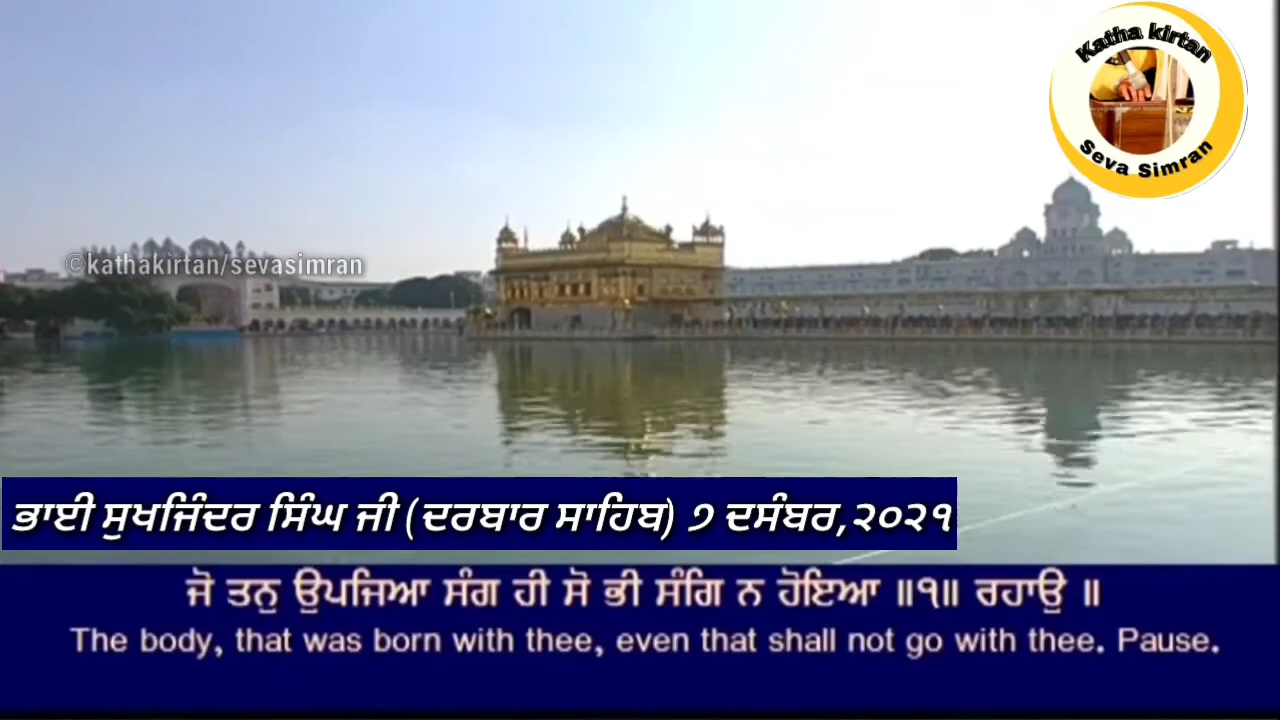 Katha kirtan
Seva Simran
©kathakirtan/sevasimran
ਭਾਈ ਸੁਖਜਿੰਦਰ ਸਿੰਘ ਜੀ (ਦਰਬਾਰ ਸਾਹਿਬ) ੭ ਦਸੰਬਰ,੨੦੨੧
ਜੋ ਤਨੁ ਉਪਜਿਆ ਸੰਗ ਹੀ ਸੋ ਭੀ ਸੰਗਿ ਨ ਹੋਇਆ ॥੧॥ ਰਹਾਉ ॥
The body, that was born with thee, even that shall not go with thee. Pause.